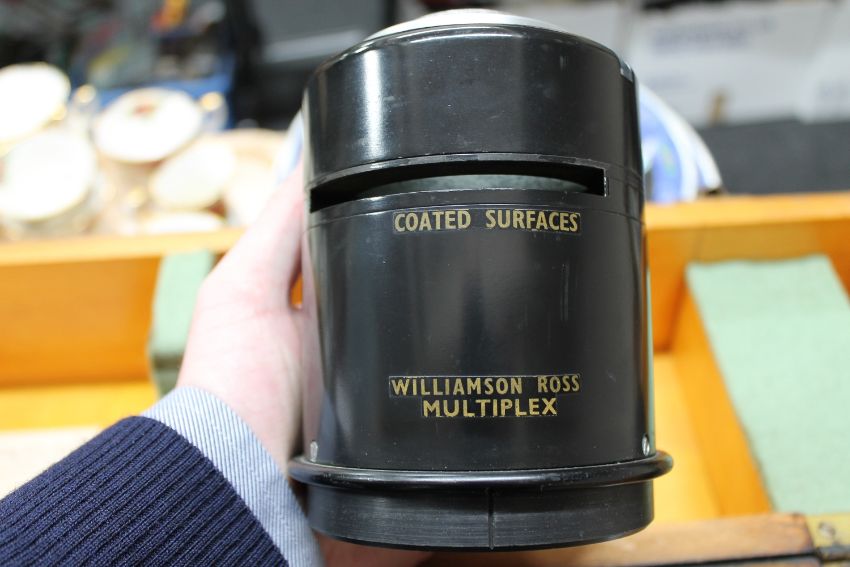 COATED SURFACES
WILLIAMSON ROSS
MULTIPLEX